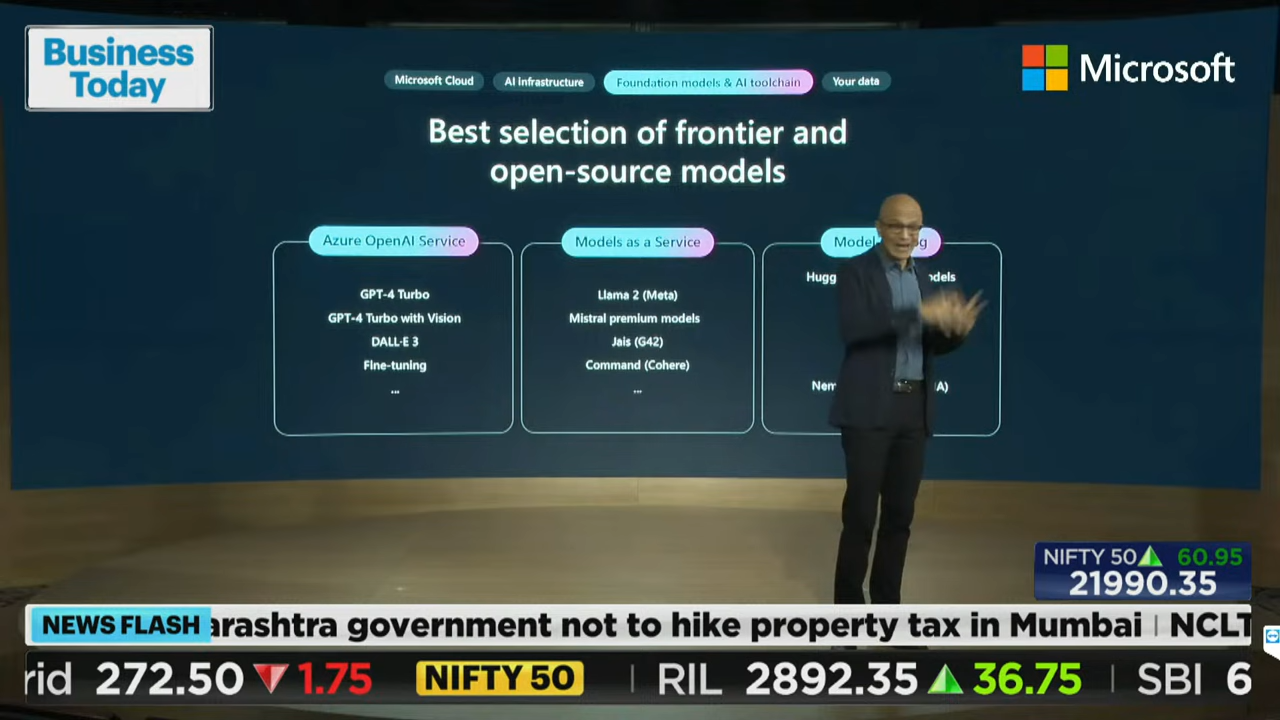 Business
Today
Microsoft
Microsoft Cloud
AI infrastructure
Foundation models & AI toolchain
Your data
Best selection of frontier and
open-source models
Azure OpenAI Service
GPT-4 Turbo
GPT-4 Turbo with Vision
DALL·E 3
Fine-tuning
...
Models as a Service
Llama 2 (Meta)
Mistral premium models
Jais (G42)
Command (Cohere)
...
Model
NIFTY 50 60.95
21990.35
NEWS FLASH arashtra government not to hike property tax in Mumbai | NCLT
rid 272.50 1.75 NIFTY 50 | RIL 2892.35 36.75 | SBI 6